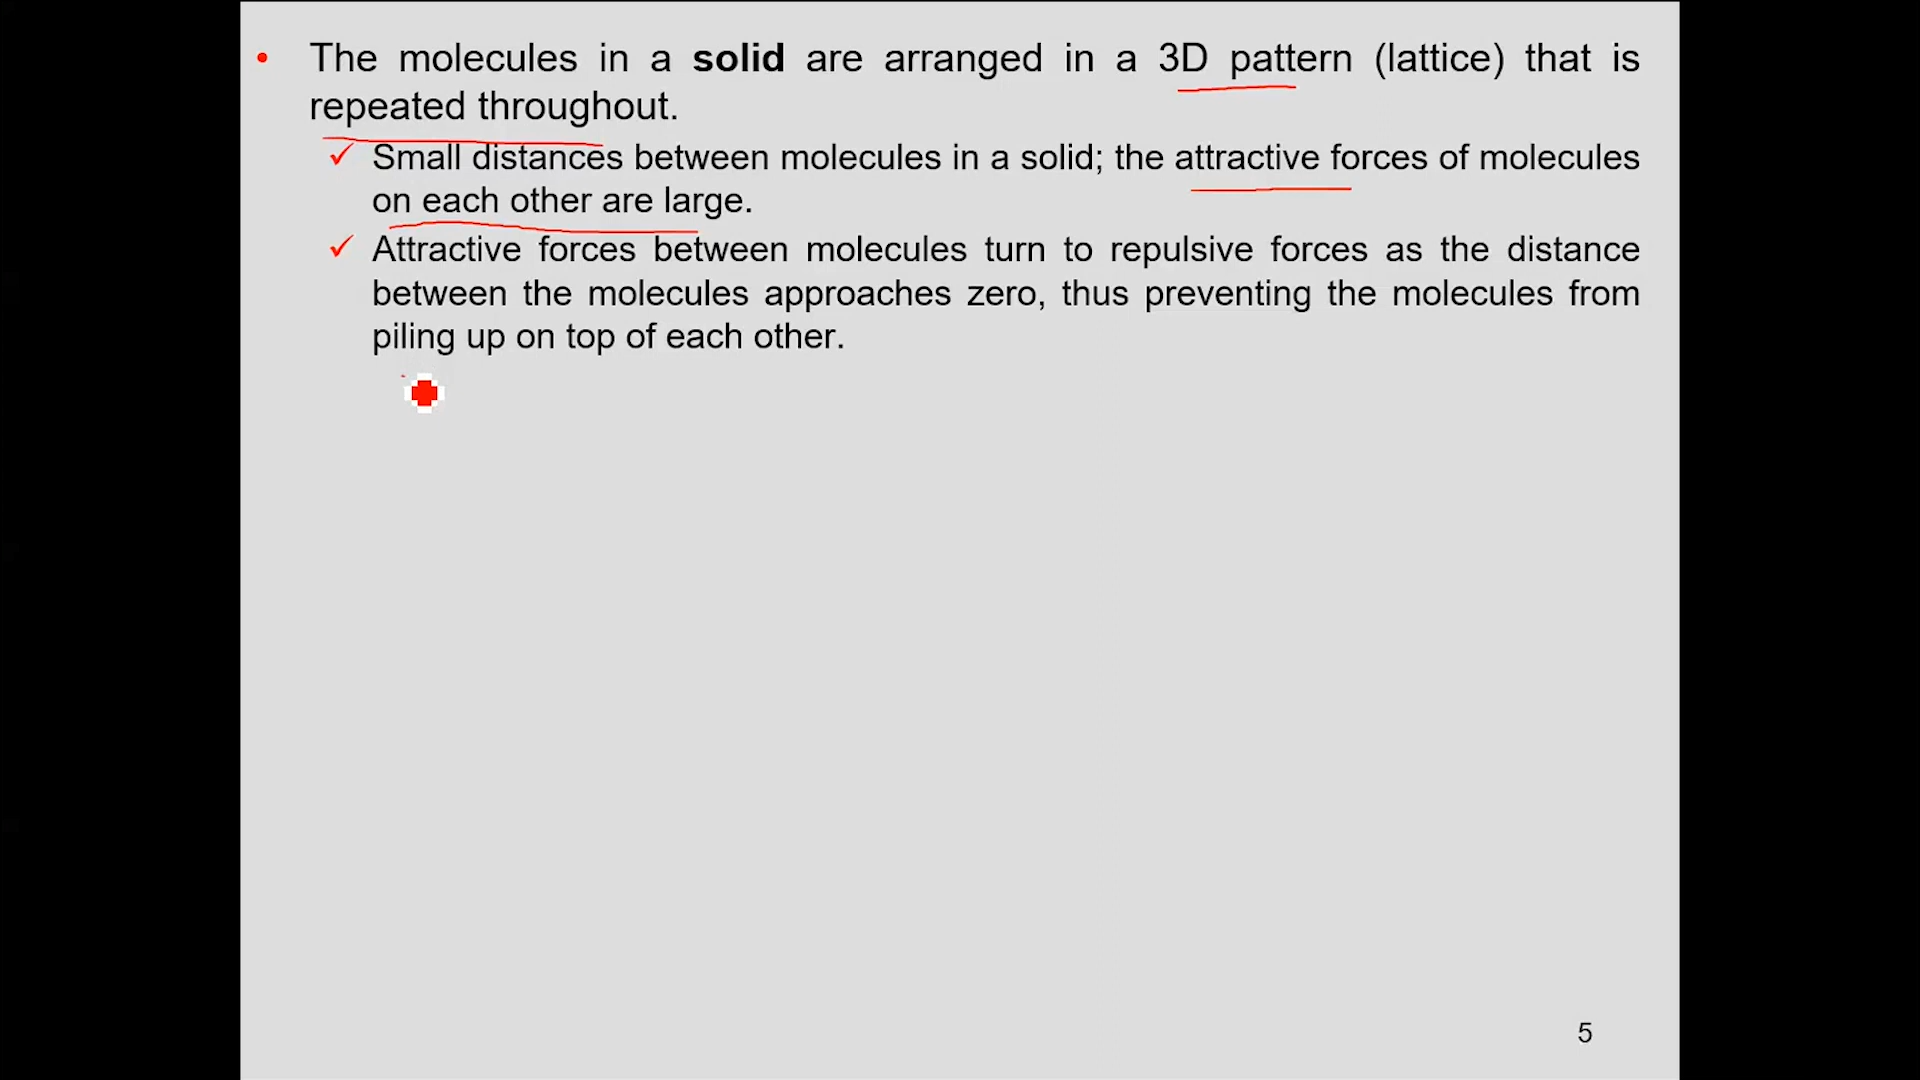 • The molecules in a solid are arranged in a 3D pattern (lattice) that is
repeated throughout.
✓ Small distances between molecules in a solid; the attractive forces of molecules
on each other are large.
✓ Attractive forces between molecules turn to repulsive forces as the distance
between the molecules approaches zero, thus preventing the molecules from
piling up on top of each other.
5